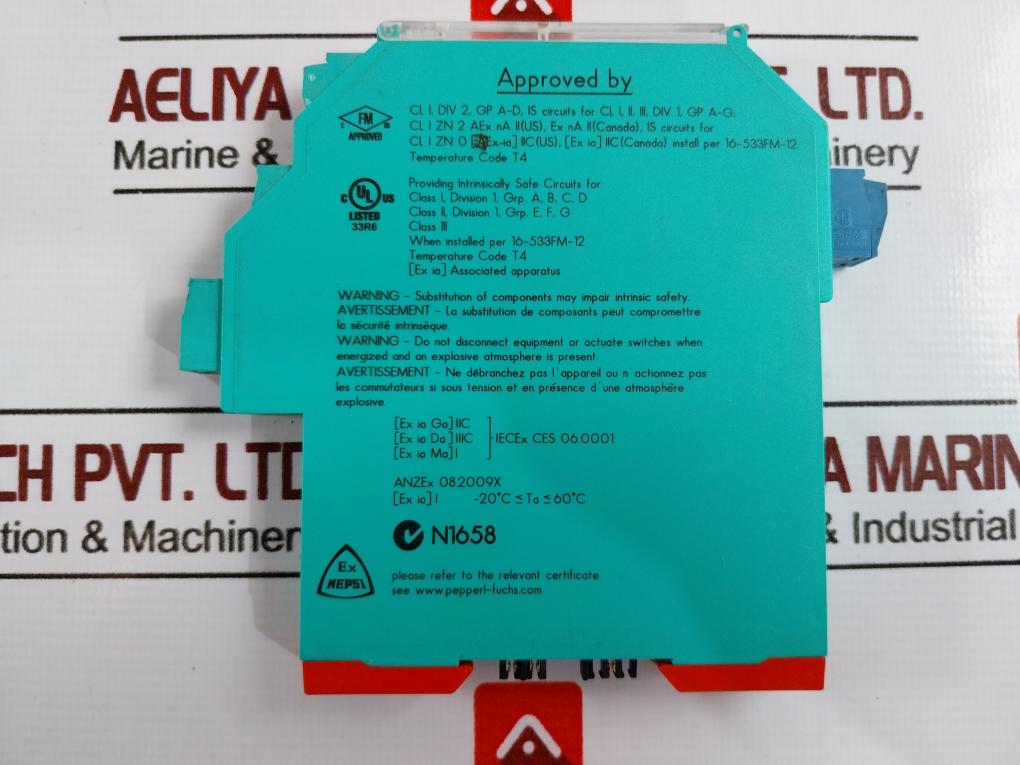 AELIYA
T. LTD.
Marine &
hinery
Approved by
FM
C US
APPROVED
CL I, DIV 2, GP A-D, IS circuits for CL I, II, III, DIV 1, GP A-G,
CL I ZN 2 AEx nA II(US), Ex nA II(Canada), IS circuits for
CL I ZN 0 [AEx-ia] IIC(US), [Ex ia] IIC(Canada) install per 16-533FM-12
Temperature Code T4
C UL US
LISTED
33R6
Providing Intrinsically Safe Circuits for
Class I, Division 1, Grp. A, B, C, D
Class II, Division 1, Grp. E, F, G
Class III
When installed per 16-533FM-12
Temperature Code T4
[Ex ia] Associated apparatus
WARNING - Substitution of components may impair intrinsic safety.
AVERTISSEMENT - La substitution de composants peut compromettre
la sécurité intrinsèque.
WARNING - Do not disconnect equipment or actuate switches when
energized and an explosive atmosphere is present.
AVERTISSEMENT - Ne débranchez pas l'appareil ou n'actionnez pas
les commutateurs si sous tension et en présence d'une atmosphère
explosive.
[Ex ia Ga] IIC
[Ex ia Da] IIIC IECEx CES 06.0001
[Ex ia Ma] I
ANZEx 08.2009X
[Ex ia] I -20°C ≤ Ta ≤ 60°C
N1658
Ex
NEPSI
please refer to the relevant certificate
see www.pepperl-fuchs.com
CH PVT. LTD
A MARIN
tion & Machiner
& Industrial